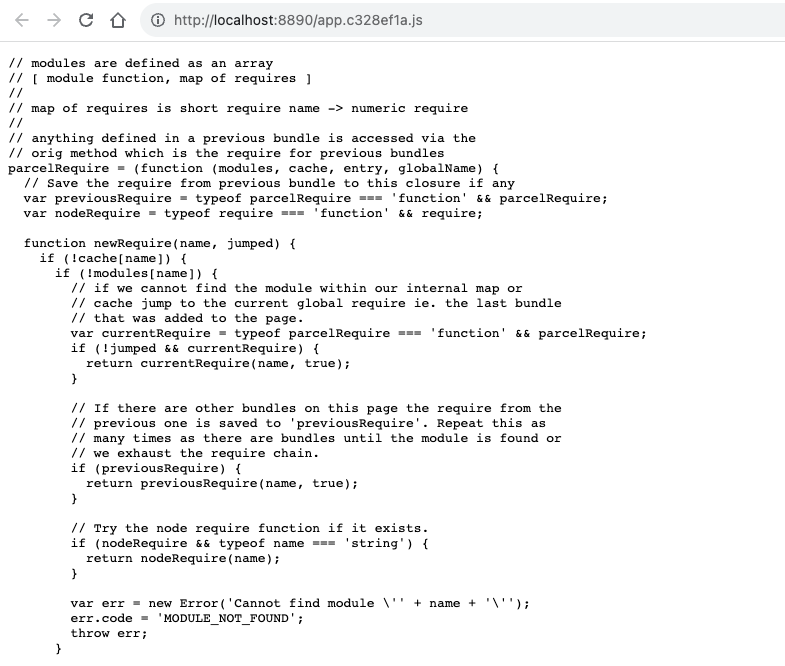 http://localhost:8890/app.c328ef1a.js
// modules are defined as an array
// [ module function, map of requires ]
//
// map of requires is short require name -> numeric require
//
// anything defined in a previous bundle is accessed via the
// orig method which is the require for previous bundles
parcelRequire = (function (modules, cache, entry, globalName) {
  // Save the require from previous bundle to this closure if any
  var previousRequire = typeof parcelRequire === 'function' && parcelRequire;
  var nodeRequire = typeof require === 'function' && require;

  function newRequire(name, jumped) {
    if (!cache[name]) {
      if (!modules[name]) {
        // if we cannot find the module within our internal map or
        // cache jump to the current global require ie. the last bundle
        // that was added to the page.
        var currentRequire = typeof parcelRequire === 'function' && parcelRequire;
        if (!jumped && currentRequire) {
          return currentRequire(name, true);
        }

        // If there are other bundles on this page the require from the
        // previous one is saved to 'previousRequire'. Repeat this as
        // many times as there are bundles until the module is found or
        // we exhaust the require chain.
        if (previousRequire) {
          return previousRequire(name, true);
        }

        // Try the node require function if it exists.
        if (nodeRequire && typeof name === 'string') {
          return nodeRequire(name);
        }

        var err = new Error('Cannot find module \'' + name + '\'');
        err.code = 'MODULE_NOT_FOUND';
        throw err;
      }